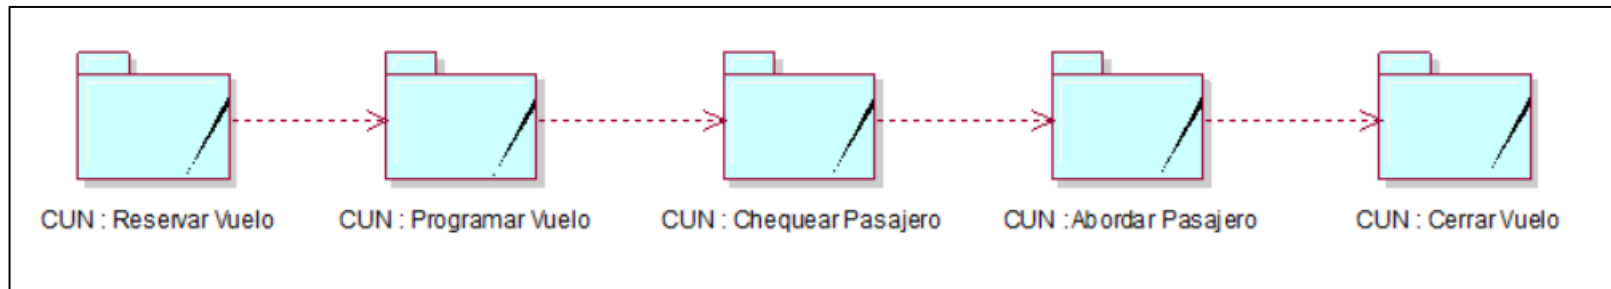 CUN : Reservar Vuelo
CUN : Programar Vuelo
CUN : Chequear Pasajero
CUN :Abordar Pasajero
CUN : Cerrar Vuelo